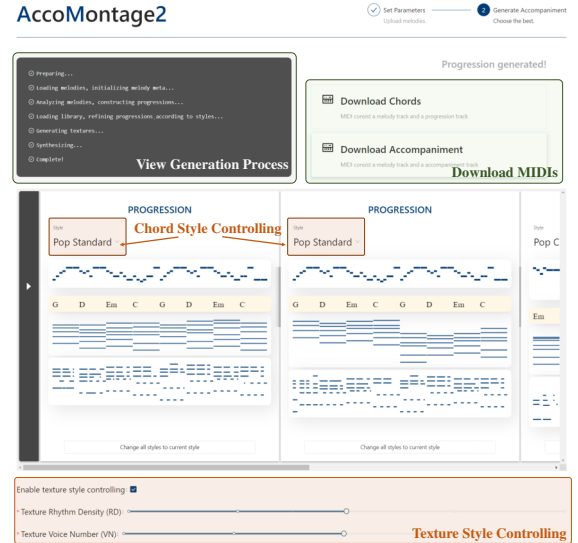 AccoMontage2
Set Parameters
Upload melodies.
2 Generate Accompaniment
Choose the best.
Progression generated!
Preparing...
Loading melodies, initializing melody meta...
Analyzing melodies, constructing progressions...
Loading library, refining progressions according to styles...
Generating textures...
Synthesizing...
Complete!
View Generation Process
Download Chords
MIDI consist a melody track and a progression track
Download Accompaniment
MIDI consist a melody track and a accompaniment track
Download MIDIs
PROGRESSION
Style
Pop Standard
Chord Style Controlling
PROGRESSION
Style
Pop Standard
Style
Pop C
G D Em C G D Em C
G D Em C G D Em C
Em
Change all styles to current style
Change all styles to current style
Enable texture style controlling:
* Texture Rhythm Density (RD):
* Texture Voice Number (VN):
Texture Style Controlling